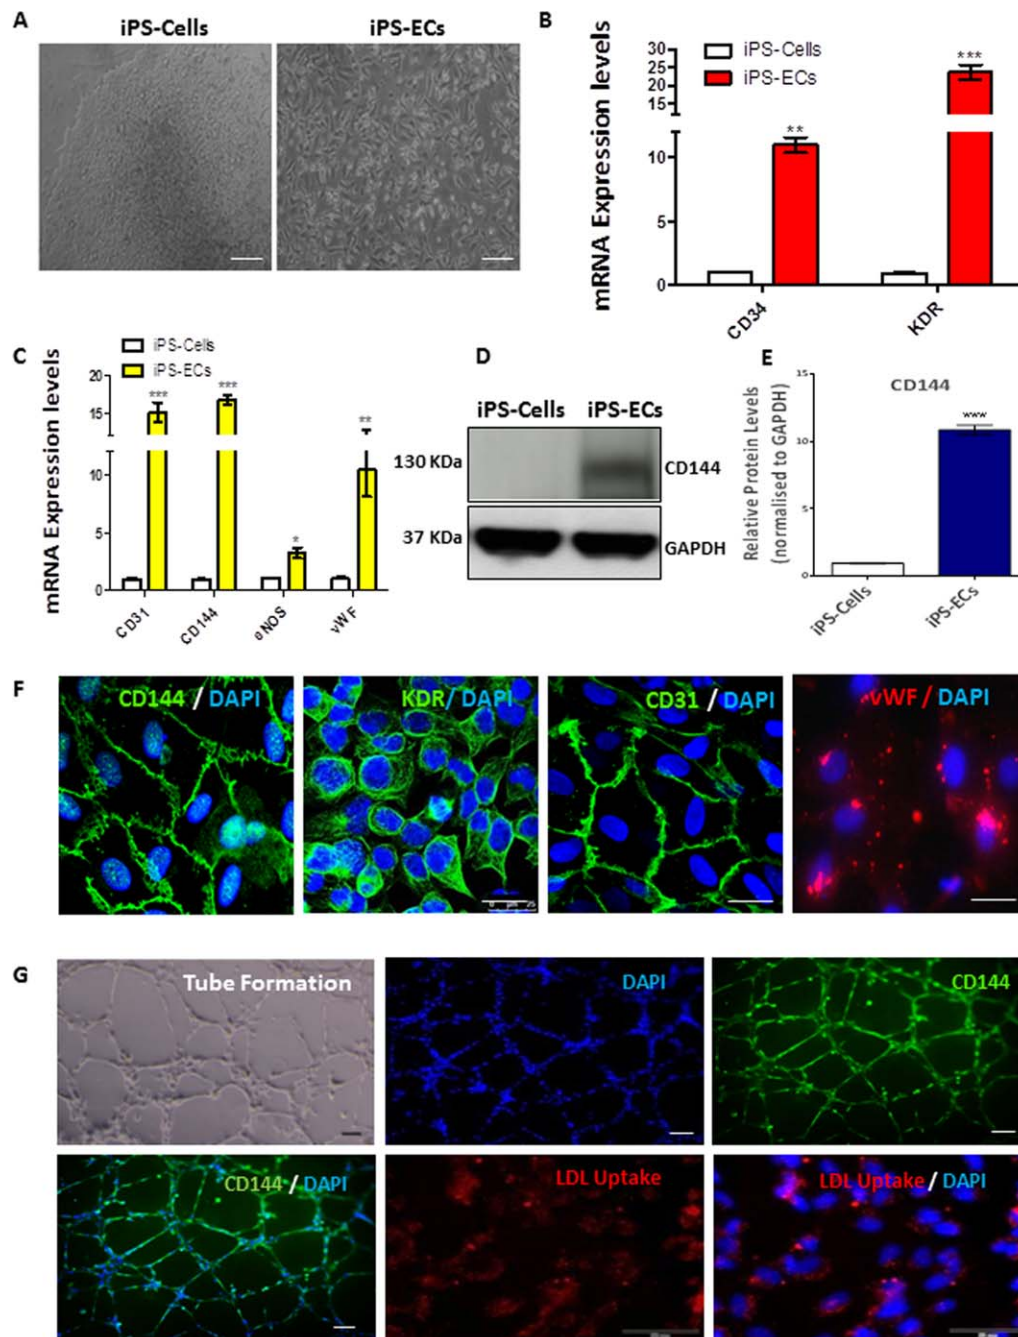 A
iPS-Cells
iPS-ECs
B
mRNA Expression levels
30
25
20
15
10
5
0
iPS-Cells
iPS-ECs
**
***
CD34
KDR
C
mRNA Expression levels
20
15
10
5
0
iPS-Cells
iPS-ECs
***
***
*
**
CD31
CD144
eNOS
vWF
D
iPS-Cells iPS-ECs
130 KDa
CD144
37 KDa
GAPDH
E
Relative Protein Levels
(normalised to GAPDH)
15
10
5
0
CD144
iPS-Cells
iPS-ECs
F
CD144 / DAPI
KDR/ DAPI
CD31 / DAPI
vWF / DAPI
G
Tube Formation
DAPI
CD144
CD144 / DAPI
LDL Uptake
LDL Uptake / DAPI